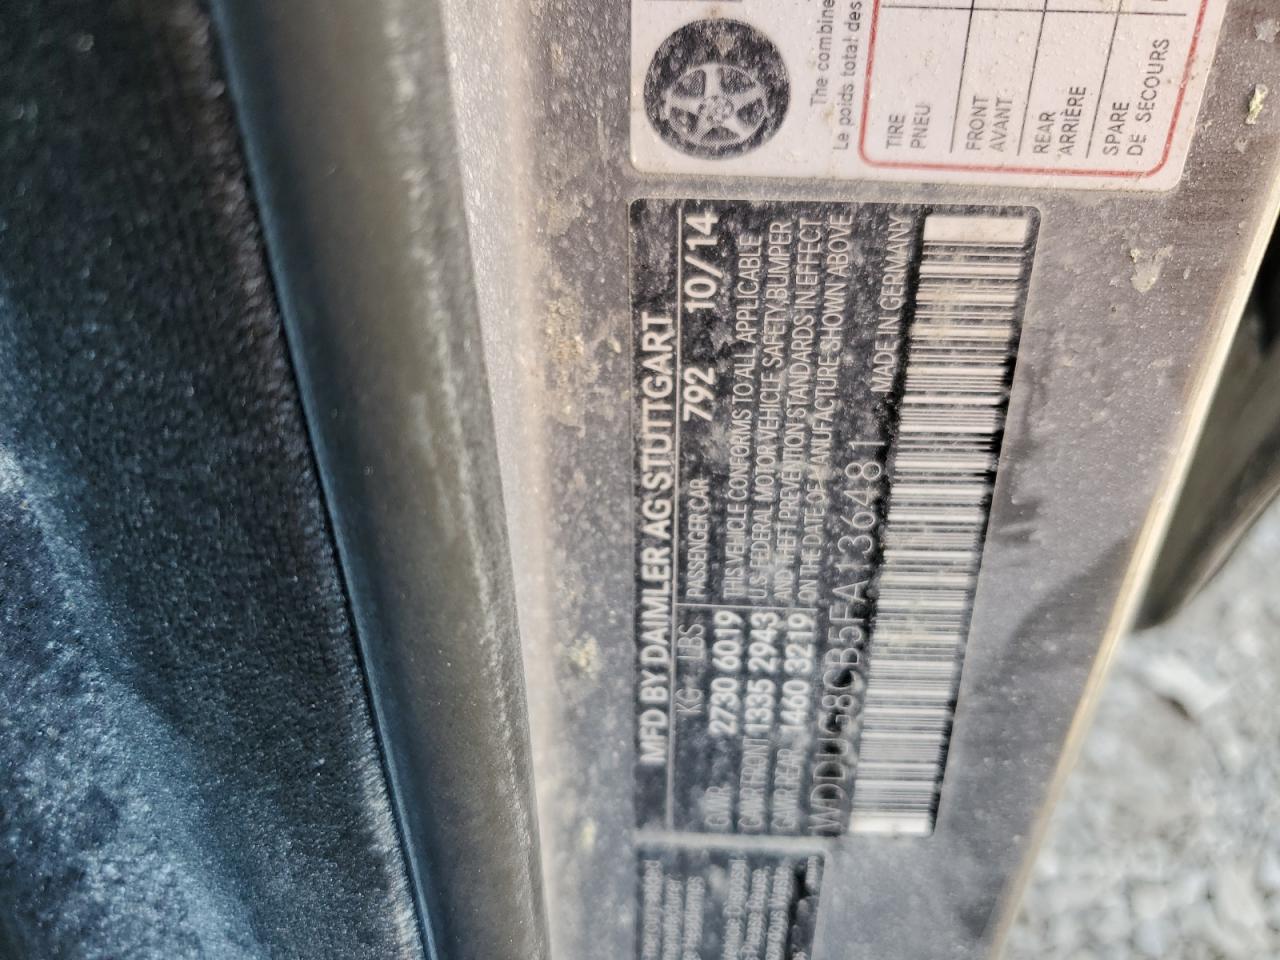 The combine
Le poids total des
TIRE
PNEU
FRONT
AVANT
REAR
ARRIÈRE
SPARE
DE SECOURS
MFD BY DAIMLER AG STUTTGART
KG LBS PASSENGER CAR 792 10/14
GWR 2730 6019 THIS VEHICLE CONFORMS TO ALL APPLICABLE
GAWR FRONT 1335 2943 U.S. FEDERAL MOTOR VEHICLE SAFETY, BUMPER
GAWR REAR 1460 3219 AND THEFT PREVENTION STANDARDS IN EFFECT
ON THE DATE OF MANUFACTURE SHOWN ABOVE
WDDUG8CB5FA136481 MADE IN GERMANY